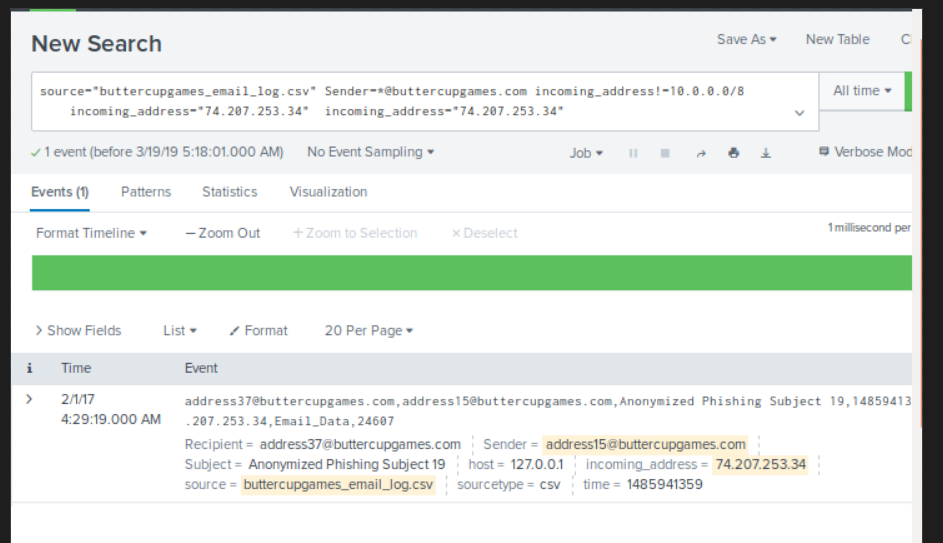 New Search
Save As
New Table
source="buttercupgames_email_log.csv" Sender=*@buttercupgames.com incoming_address!=10.0.0.0/8
incoming_address="74.207.253.34"  incoming_address="74.207.253.34"
All time
1 event (before 3/19/19 5:18:01.000 AM)
No Event Sampling
Job
Verbose Mod
Events (1)
Patterns
Statistics
Visualization
Format Timeline
— Zoom Out
+ Zoom to Selection
× Deselect
1 millisecond per
> Show Fields
List
Format
20 Per Page
i
Time
Event
>
2/1/17
4:29:19.000 AM
address37@buttercupgames.com,address15@buttercupgames.com,Anonymized Phishing Subject 19,14859413
.207.253.34,Email_Data,24607
Recipient = address37@buttercupgames.com
Sender = address15@buttercupgames.com
Subject = Anonymized Phishing Subject 19
host = 127.0.0.1
incoming_address = 74.207.253.34
source = buttercupgames_email_log.csv
sourcetype = csv
time = 1485941359